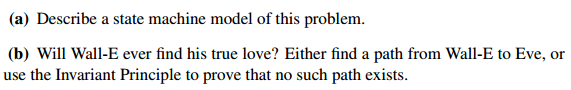 (a) Describe a state machine model of this problem.
(b) Will Wall-E ever find his true love? Either find a path from Wall-E to Eve, or
use the Invariant Principle to prove that no such path exists.